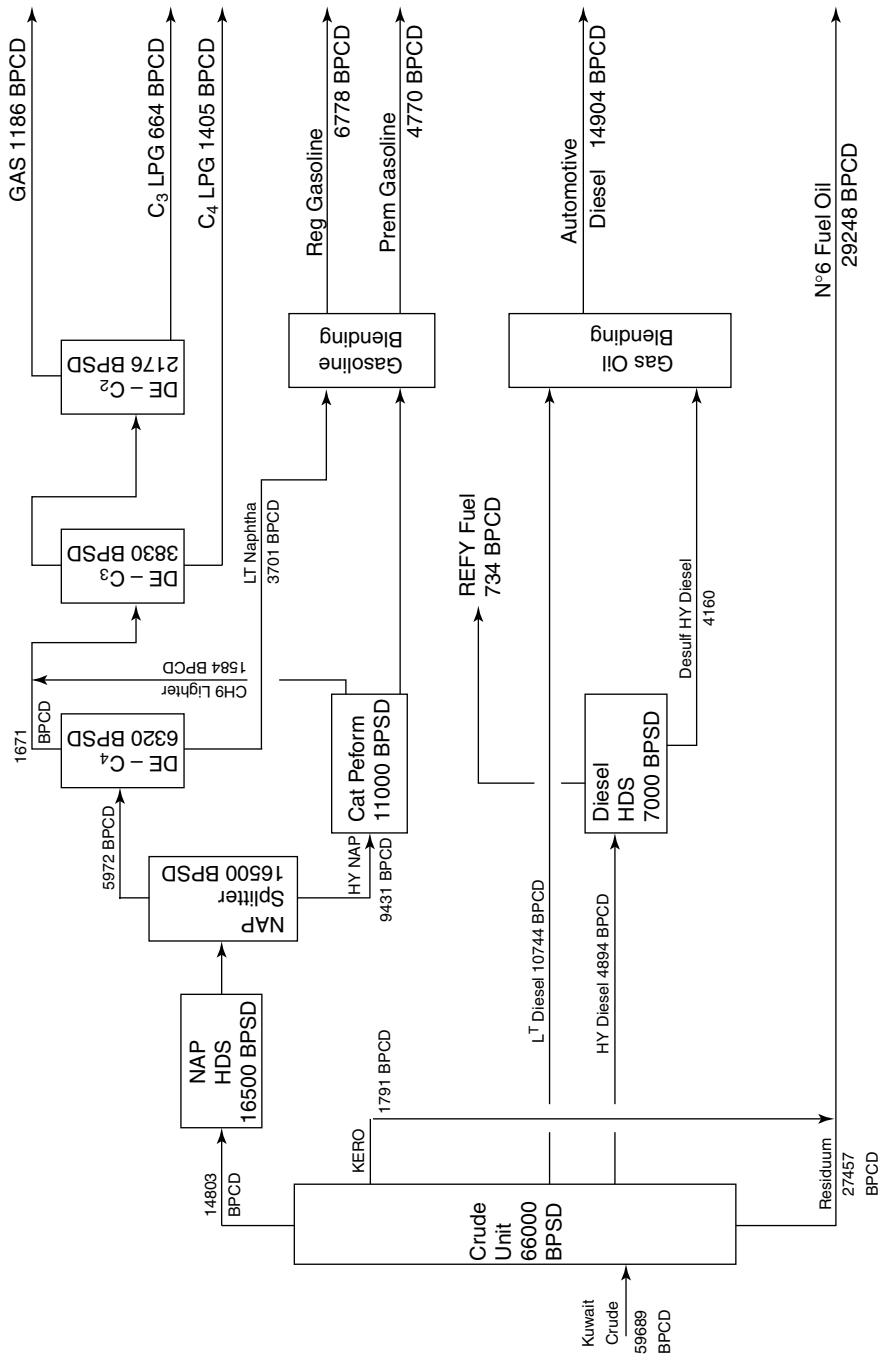 GAS 1186 BPCD
C₃ LPG 664 BPCD
C₄ LPG 1405 BPCD
DE – C₂
2176 BPSD
DE – C₃
3830 BPSD
1671
BPCD
DE – C₄
6320 BPSD
5972 BPCD
CH9 Lighter
1584 BPCD
LT Naphtha
3701 BPCD
Reg Gasoline
6778 BPCD
Prem Gasoline
4770 BPCD
Gasoline
Blending
NAP
Splitter
16500 BPSD
NAP
HDS
16500 BPSD
14803
BPCD
HY NAP
9431 BPCD
Cat Peform
11000 BPSD
KERO
1791 BPCD
Lᵀ Diesel 10744 BPCD
HY Diesel 4894 BPCD
Diesel
HDS
7000 BPSD
REFY Fuel
734 BPCD
Desulf HY Diesel
4160
Gas Oil
Blending
Automotive
Diesel 14904 BPCD
Crude
Unit
66000
BPSD
Kuwait
Crude
59689
BPCD
Residuum
27457
BPCD
N°6 Fuel Oil
29248 BPCD